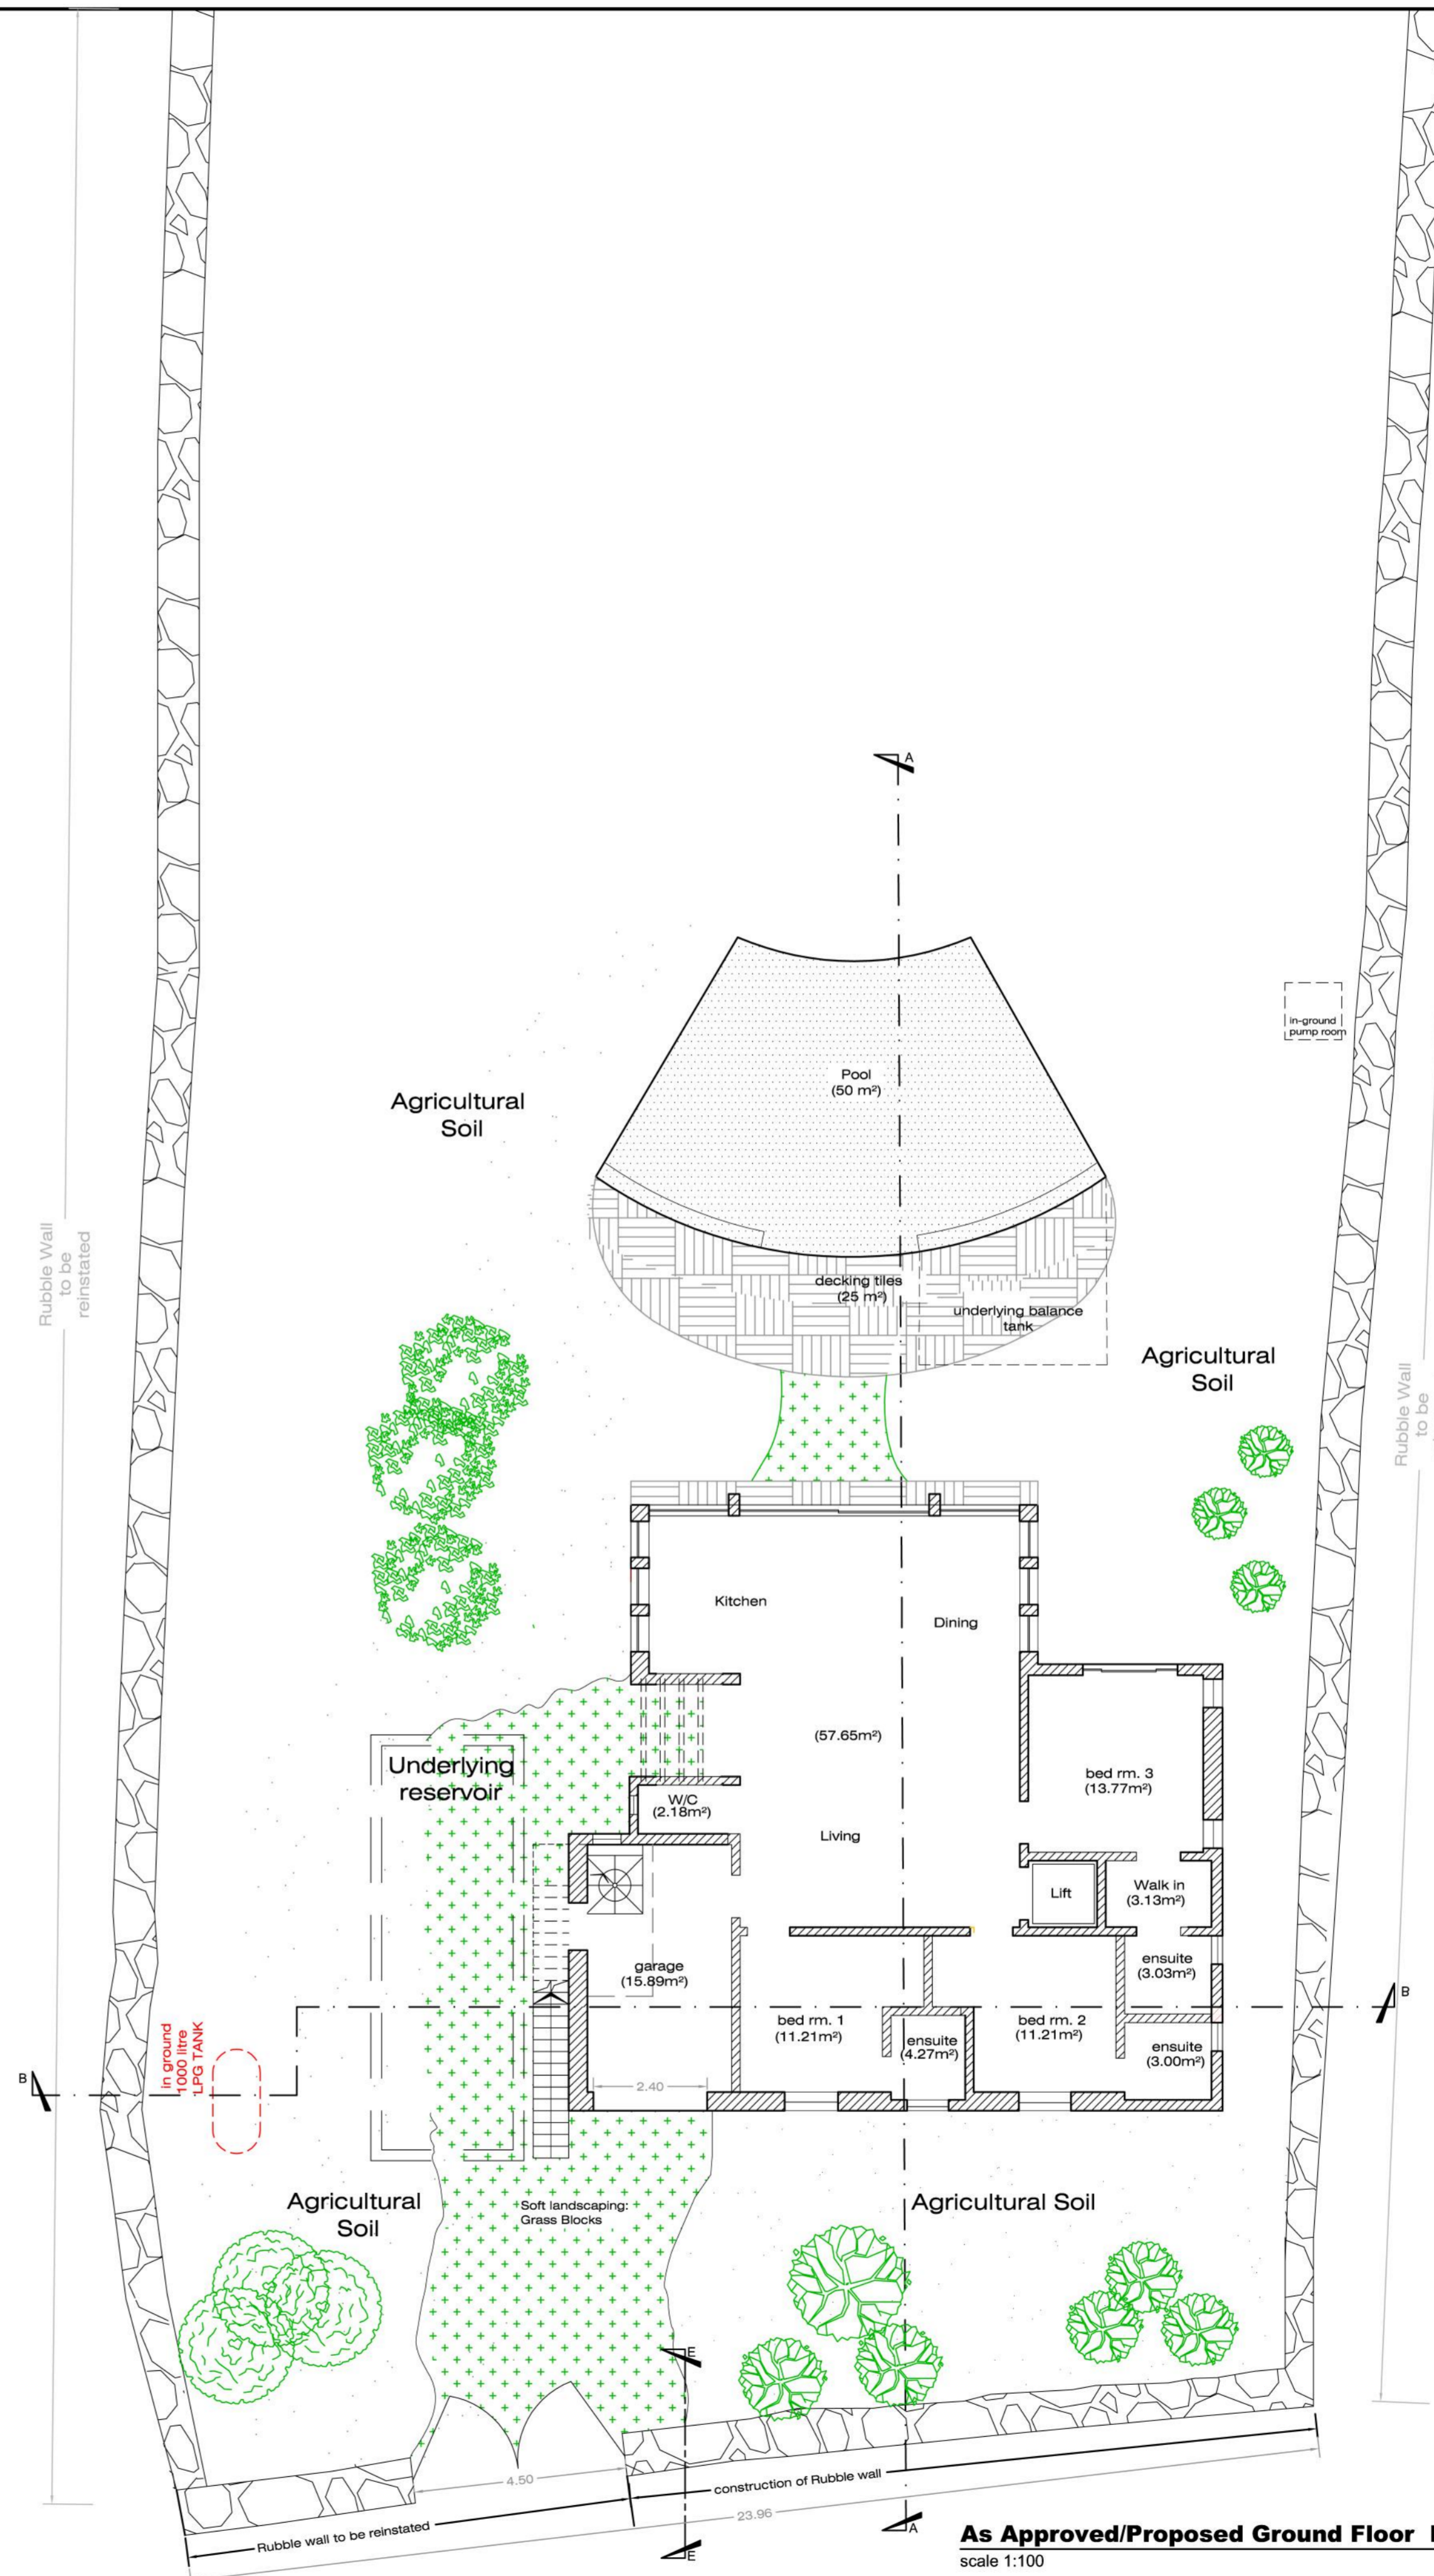 A
in-ground
pump room
Pool
(50 m²)
Agricultural
Soil
Rubble Wall
to be
reinstated
decking tiles
(25 m²)
underlying balance
tank
Agricultural
Soil
Rubble Wall
to be
Kitchen
Dining
(57.65m²)
Underlying
reservoir
bed rm. 3
(13.77m²)
W/C
(2.18m²)
Living
Lift
Walk in
(3.13m²)
garage
(15.89m²)
ensuite
(3.03m²)
B
bed rm. 1
(11.21m²)
bed rm. 2
(11.21m²)
ensuite
(4.27m²)
ensuite
(3.00m²)
in ground
1000 litre
'LPG TANK
B
2.40
Agricultural
Soil
Soft landscaping:
Grass Blocks
Agricultural Soil
E
4.50
construction of Rubble wall
23.96
Rubble wall to be reinstated
A
E
As Approved/Proposed Ground Floor
scale 1:100